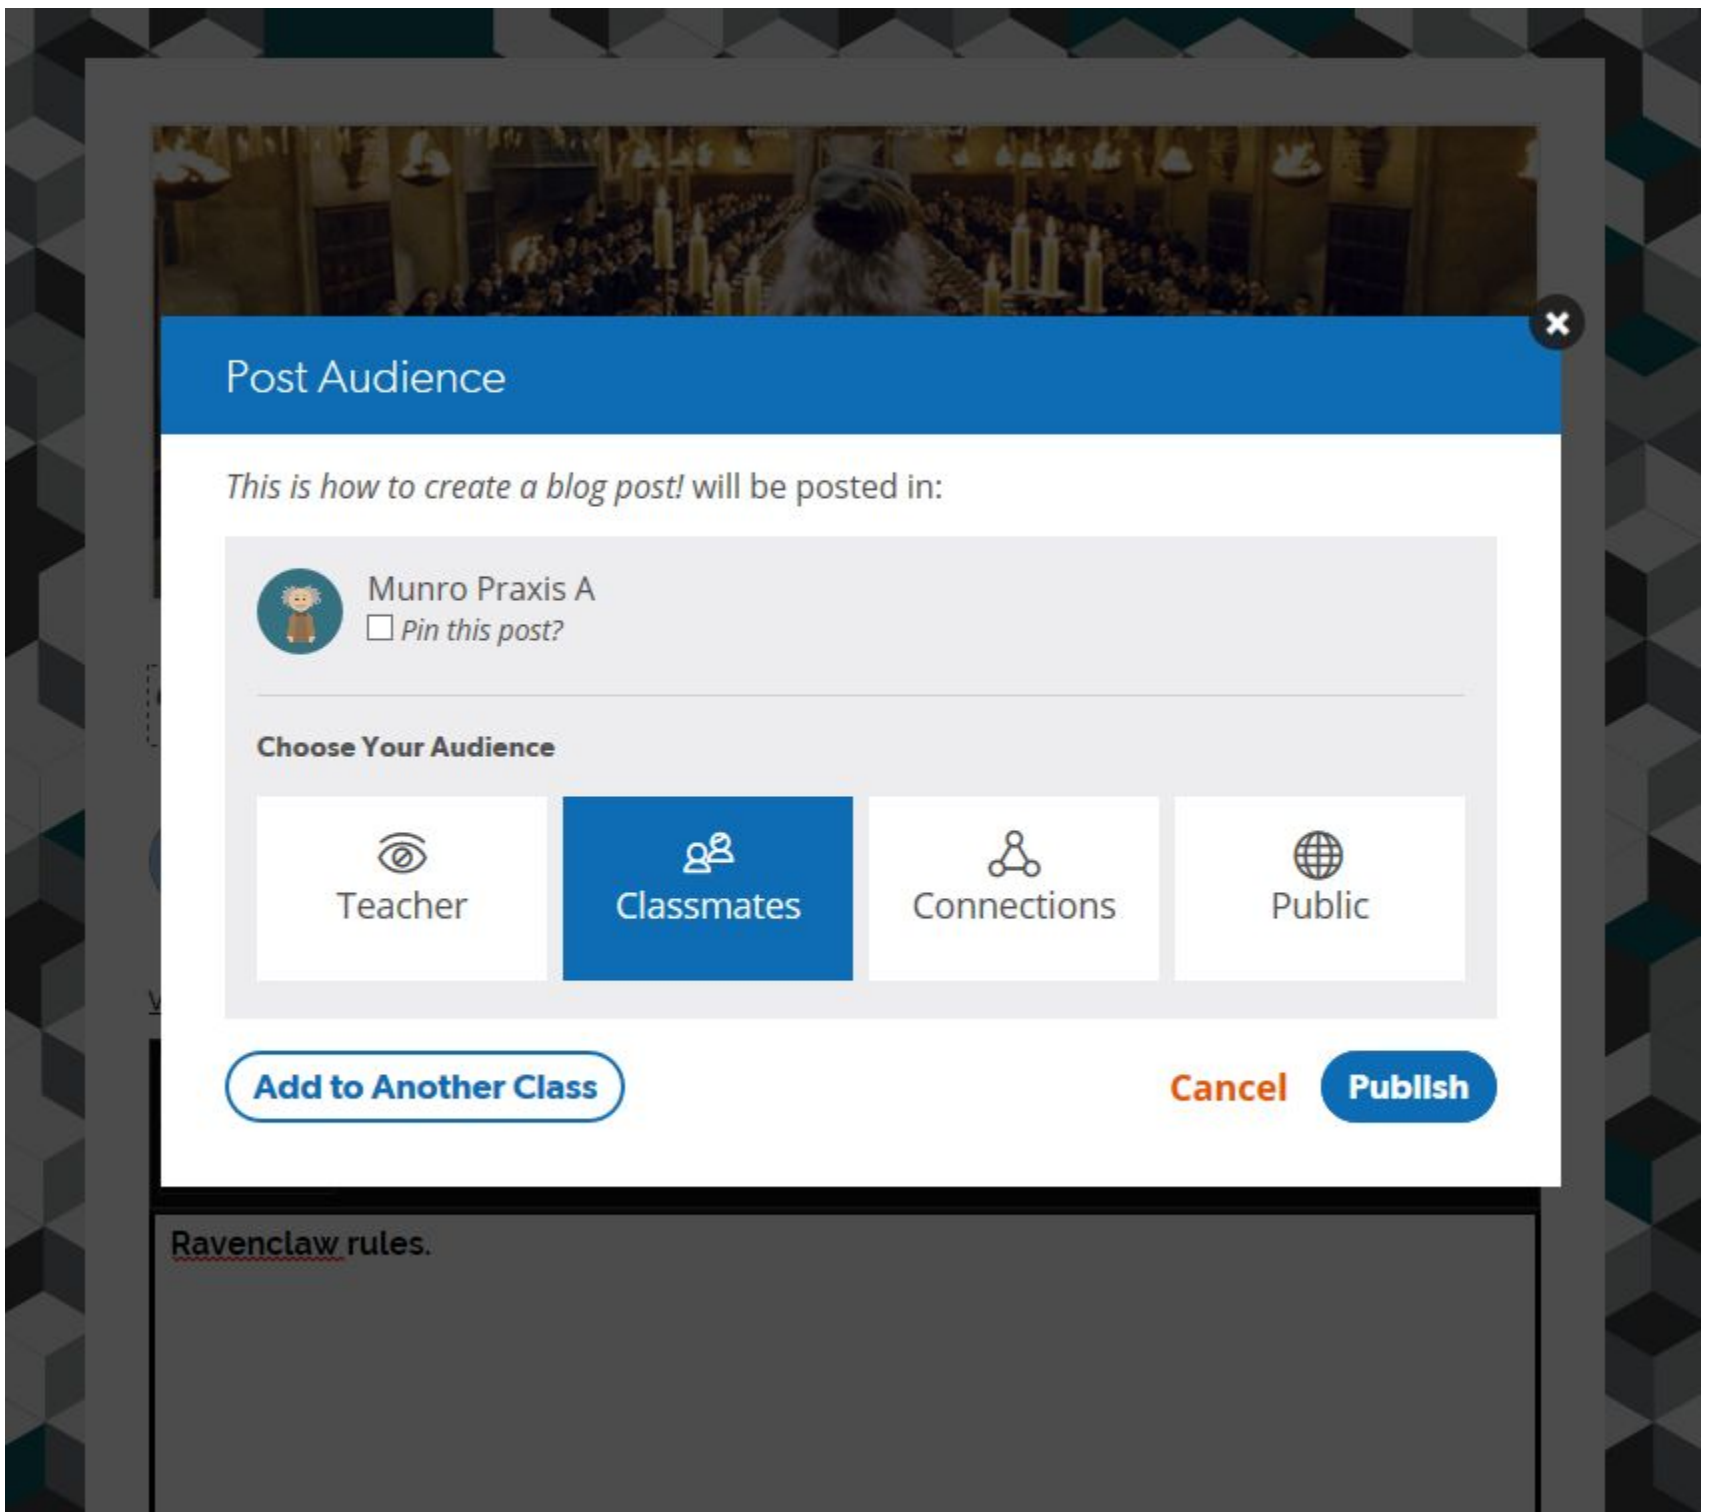 Post Audience
This is how to create a blog post! will be posted in:
Munro Praxis A
Pin this post?
Choose Your Audience
Teacher
Classmates
Connections
Public
Add to Another Class
Cancel
Publish
Ravenclaw rules.